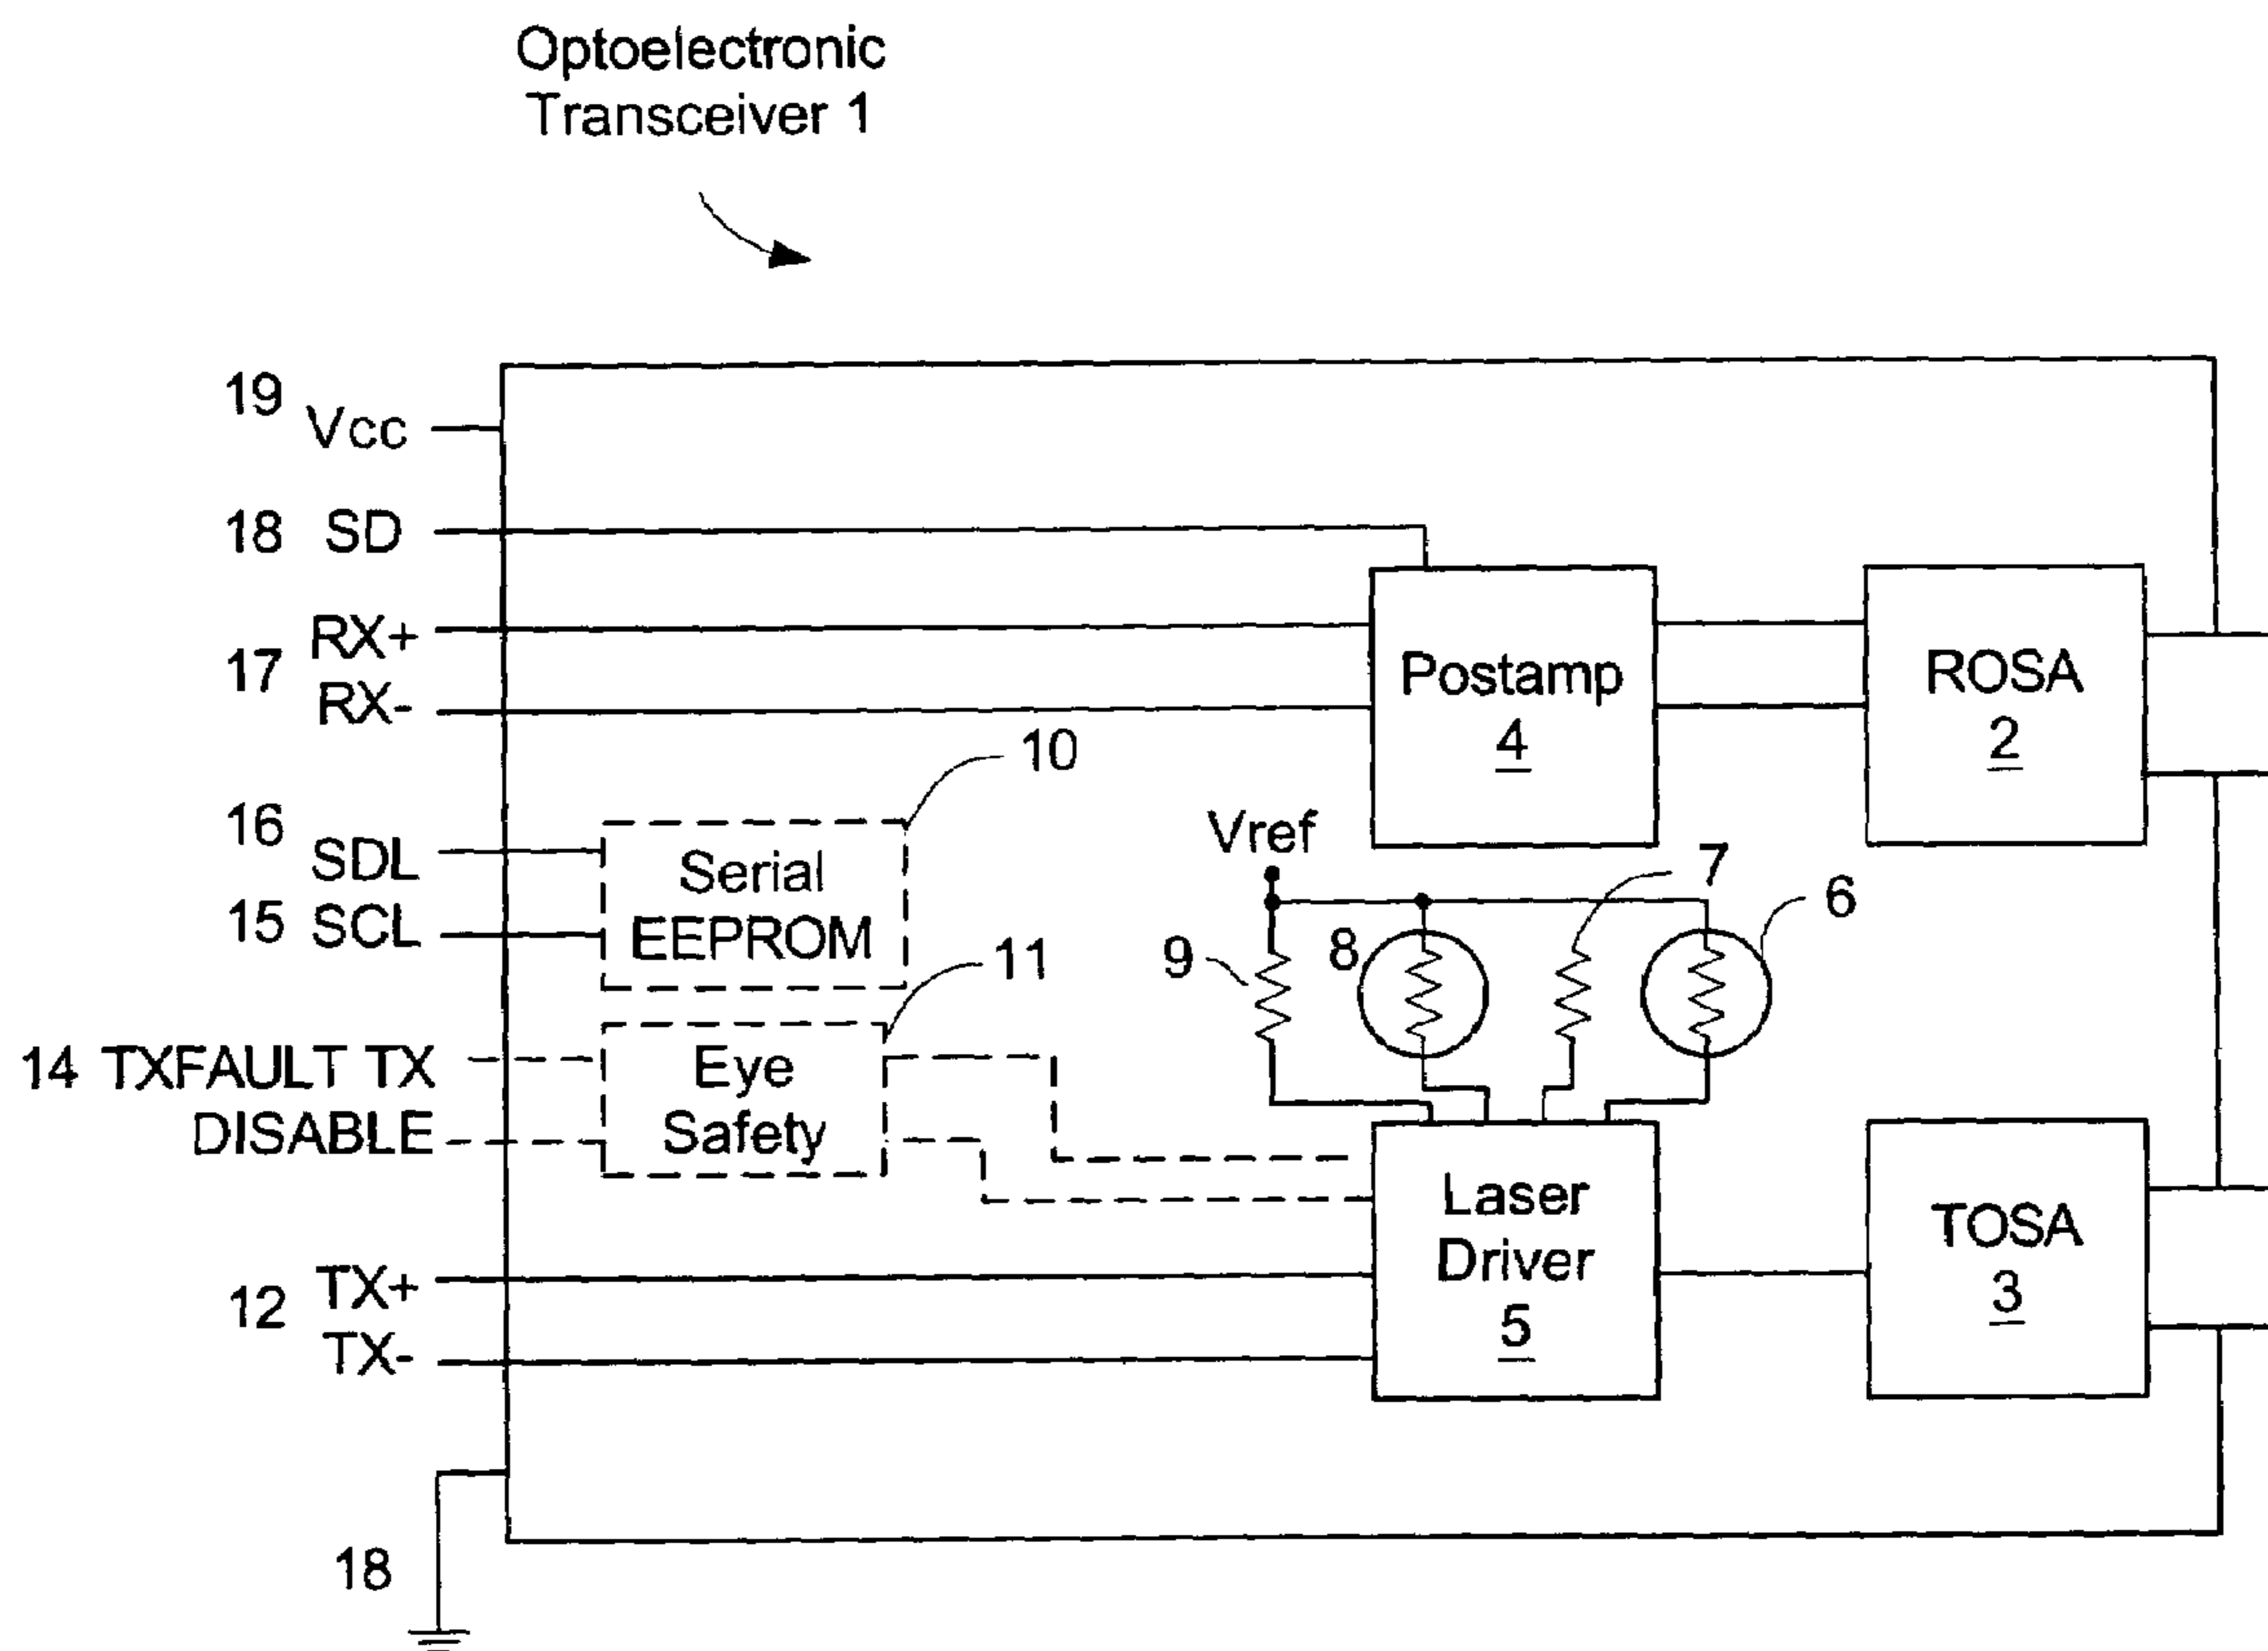 Optoelectronic
Transceiver 1
19
Vcc
18 SD
RX+
17
RX-
Postamp
4
ROSA
2
10
16
SDL
15 SCL
Serial
EEPROM
Vref
7
6
8
9
11
14 TXFAULT TX
DISABLE
Eye
Safety
Laser
Driver
5
TOSA
3
12
TX+
TX-
18